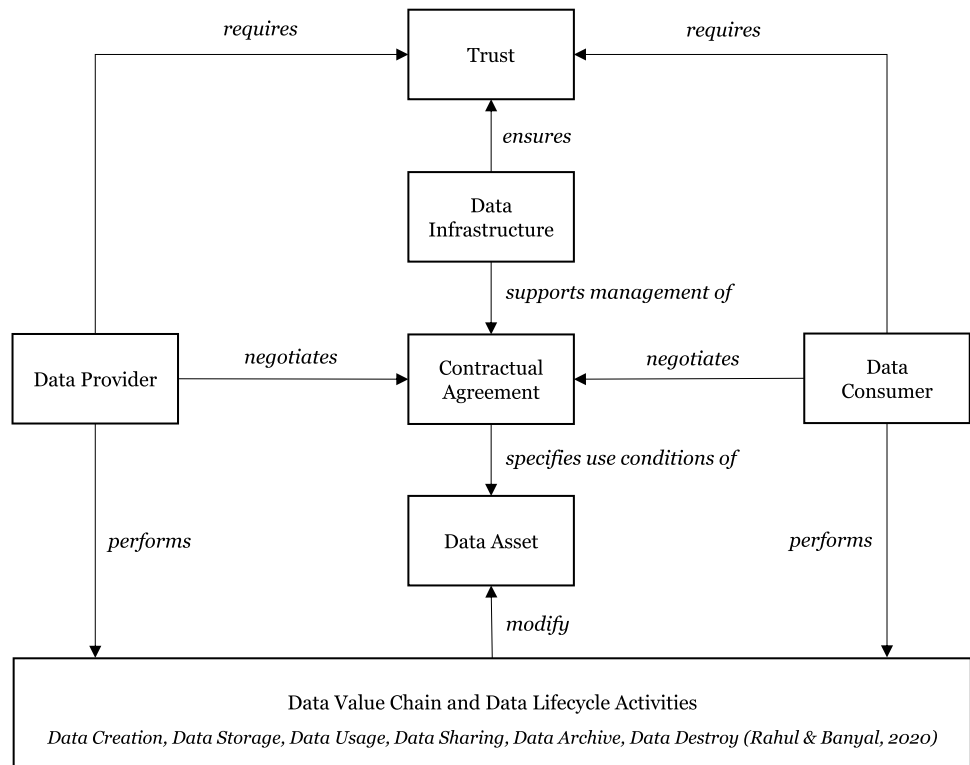 requires
requires
Trust
ensures
Data
Infrastructure
supports management of
Data Provider
negotiates
Contractual
Agreement
negotiates
Data
Consumer
specifies use conditions of
performs
Data Asset
performs
modify
Data Value Chain and Data Lifecycle Activities
Data Creation, Data Storage, Data Usage, Data Sharing, Data Archive, Data Destroy (Rahul & Banyal, 2020)